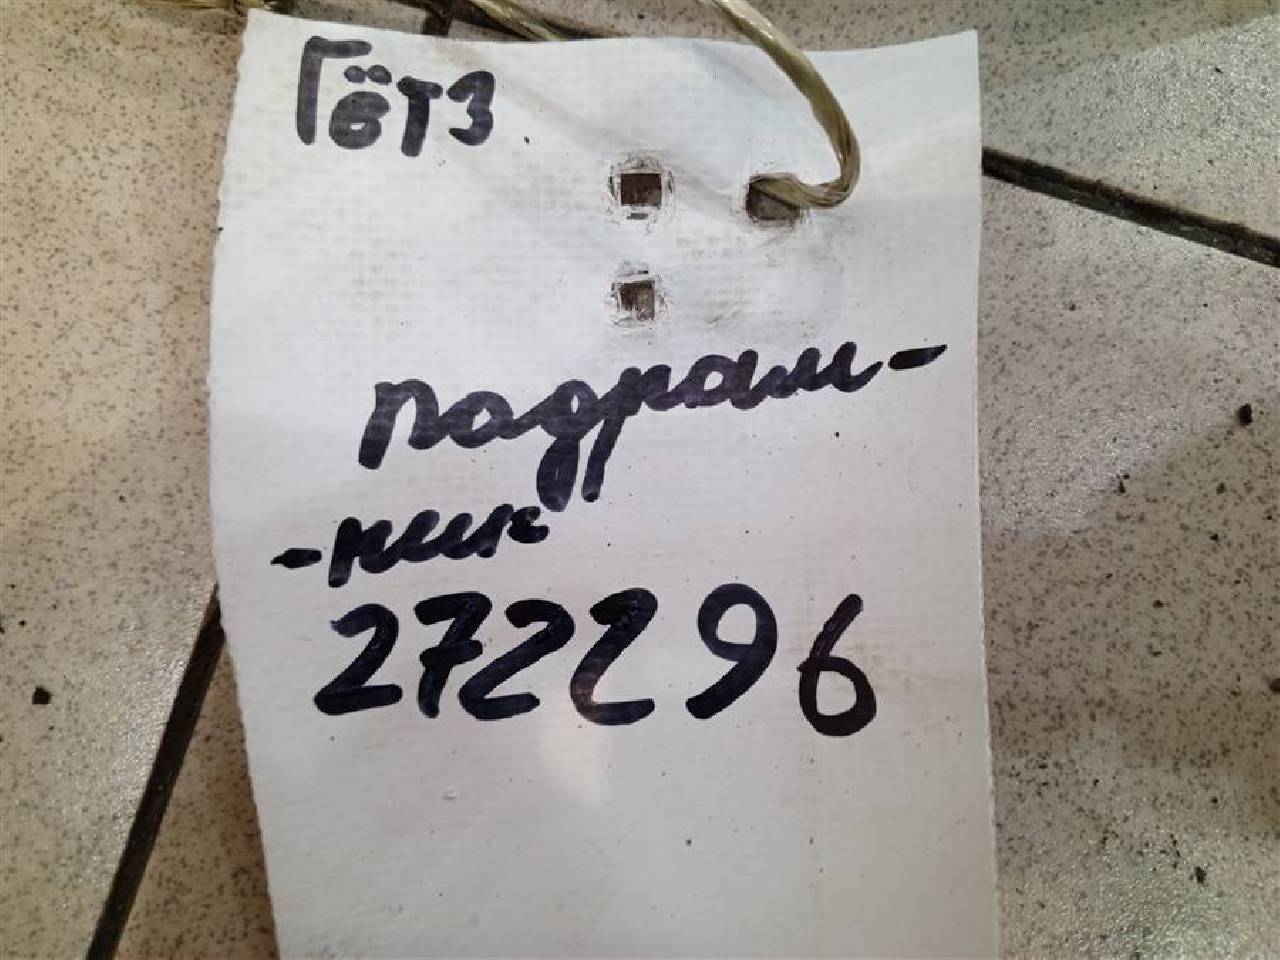 Гётз
подрам-
-ник
272296